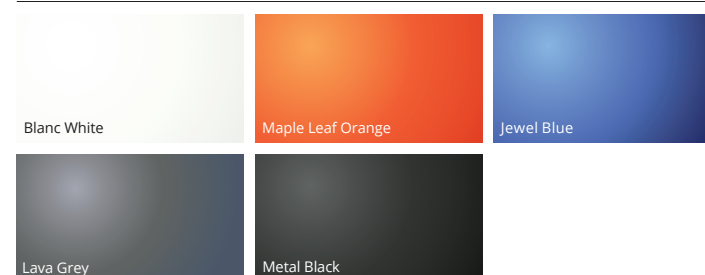 Blanc White
Maple Leaf Orange
Jewel Blue
Lava Grey
Metal Black